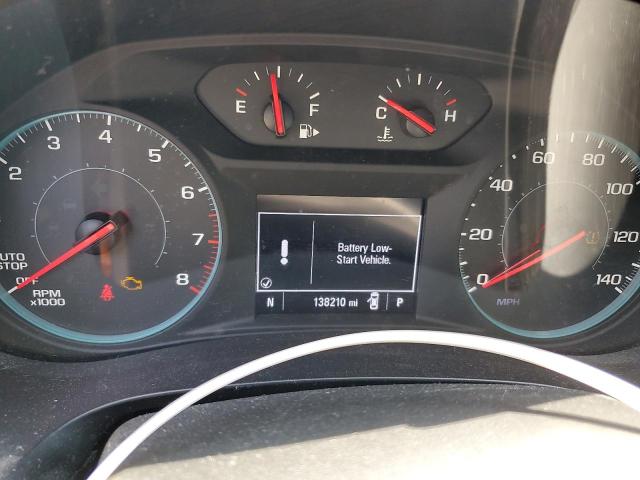 E F
C H
2 3 4 5 6 7 8
AUTO
STOP
OFF
RPM
x1000
Battery Low-
Start Vehicle.
N 138210 mi P
0 20 40 60 80 100 120 140
MPH